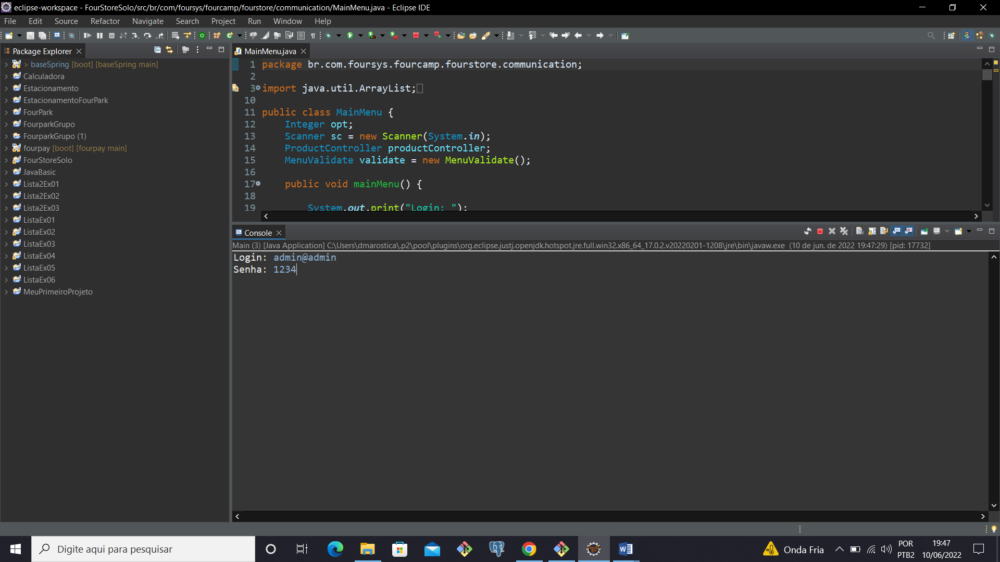 eclipse-workspace - FourStoreSolo/src/br/com/foursys/fourcamp/fourstore/communication/MainMenu.java - Eclipse IDE
File Edit Source Refactor Navigate Search Project Run Window Help
Package Explorer
> baseSpring [boot] [baseSpring main]
Calculadora
Estacionamento
EstacionamentoFourPark
FourPark
FourparkGrupo
FourparkGrupo (1)
fourpay [boot] [fourpay main]
FourStoreSolo
JavaBasic
Lista2Ex01
Lista2Ex02
Lista2Ex03
ListaEx01
ListaEx02
ListaEx03
ListaEx04
ListaEx05
ListaEx06
MeuPrimeiroProjeto
MainMenu.java
1 package br.com.foursys.fourcamp.fourstore.communication;
2
3 import java.util.ArrayList;
10
11 public class MainMenu {
12 Integer opt;
13 Scanner sc = new Scanner(System.in);
14 ProductController productController;
15 MenuValidate validate = new MenuValidate();
16
17 public void mainMenu() {
18
19 System.out.print("Login: ");
Console
Main (3) [Java Application] C:\Users\dmarostica\.p2\pool\plugins\org.eclipse.justj.openjdk.hotspot.jre.full.win32.x86_64_17.0.2.v20220201-1208\jre\bin\javaw.exe (10 de jun. de 2022 19:47:29) [pid: 17732]
Login: admin@admin
Senha: 1234
Digite aqui para pesquisar
Onda Fria
POR
PTB2
19:47
10/06/2022